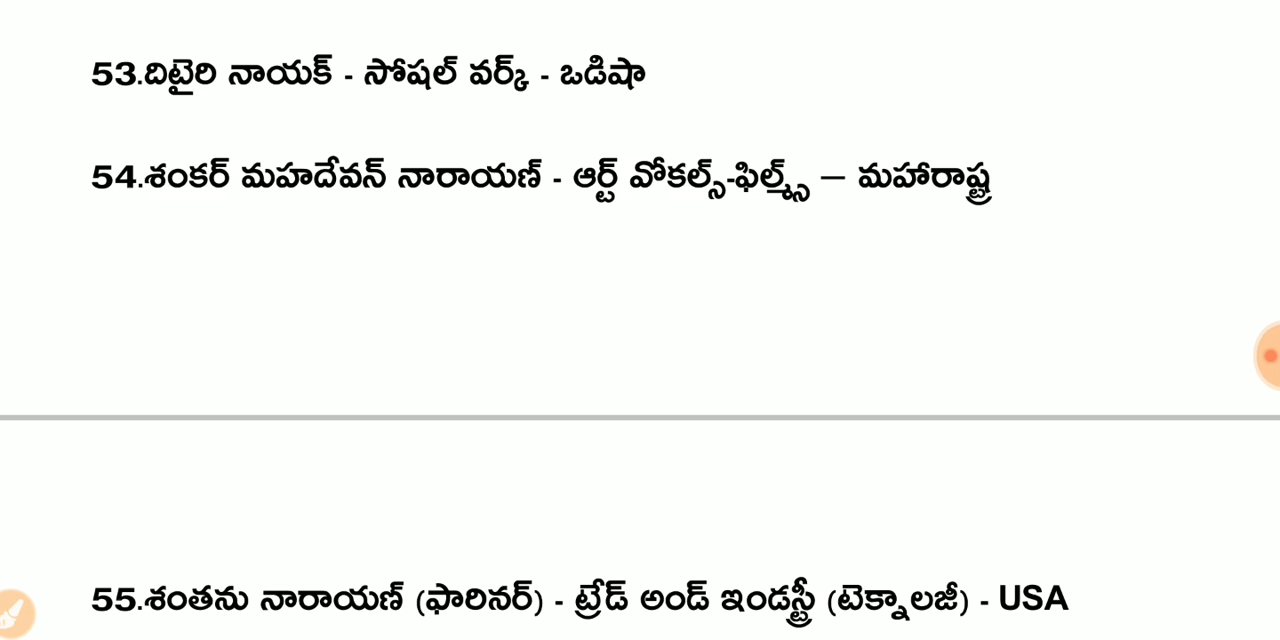 53.దిటైరి నాయక్ - సోషల్ వర్క్ - ఒడిషా
54.శంకర్ మహదేవన్ నారాయణ్ - ఆర్ట్ వోకల్స్-ఫిల్మ్స్ – మహారాష్ట్ర
55.శంతను నారాయణ్ (ఫారినర్) - ట్రేడ్ అండ్ ఇండస్ట్రీ (టెక్నాలజీ) - USA